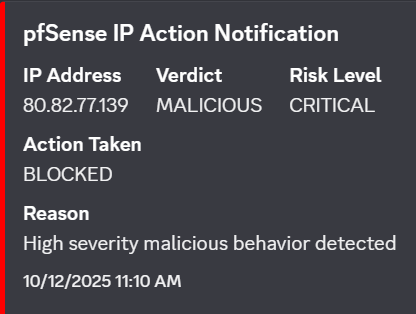 pfSense IP Action Notification
IP Address Verdict Risk Level
80.82.77.139 MALICIOUS CRITICAL
Action Taken
BLOCKED
Reason
High severity malicious behavior detected
10/12/2025 11:10 AM